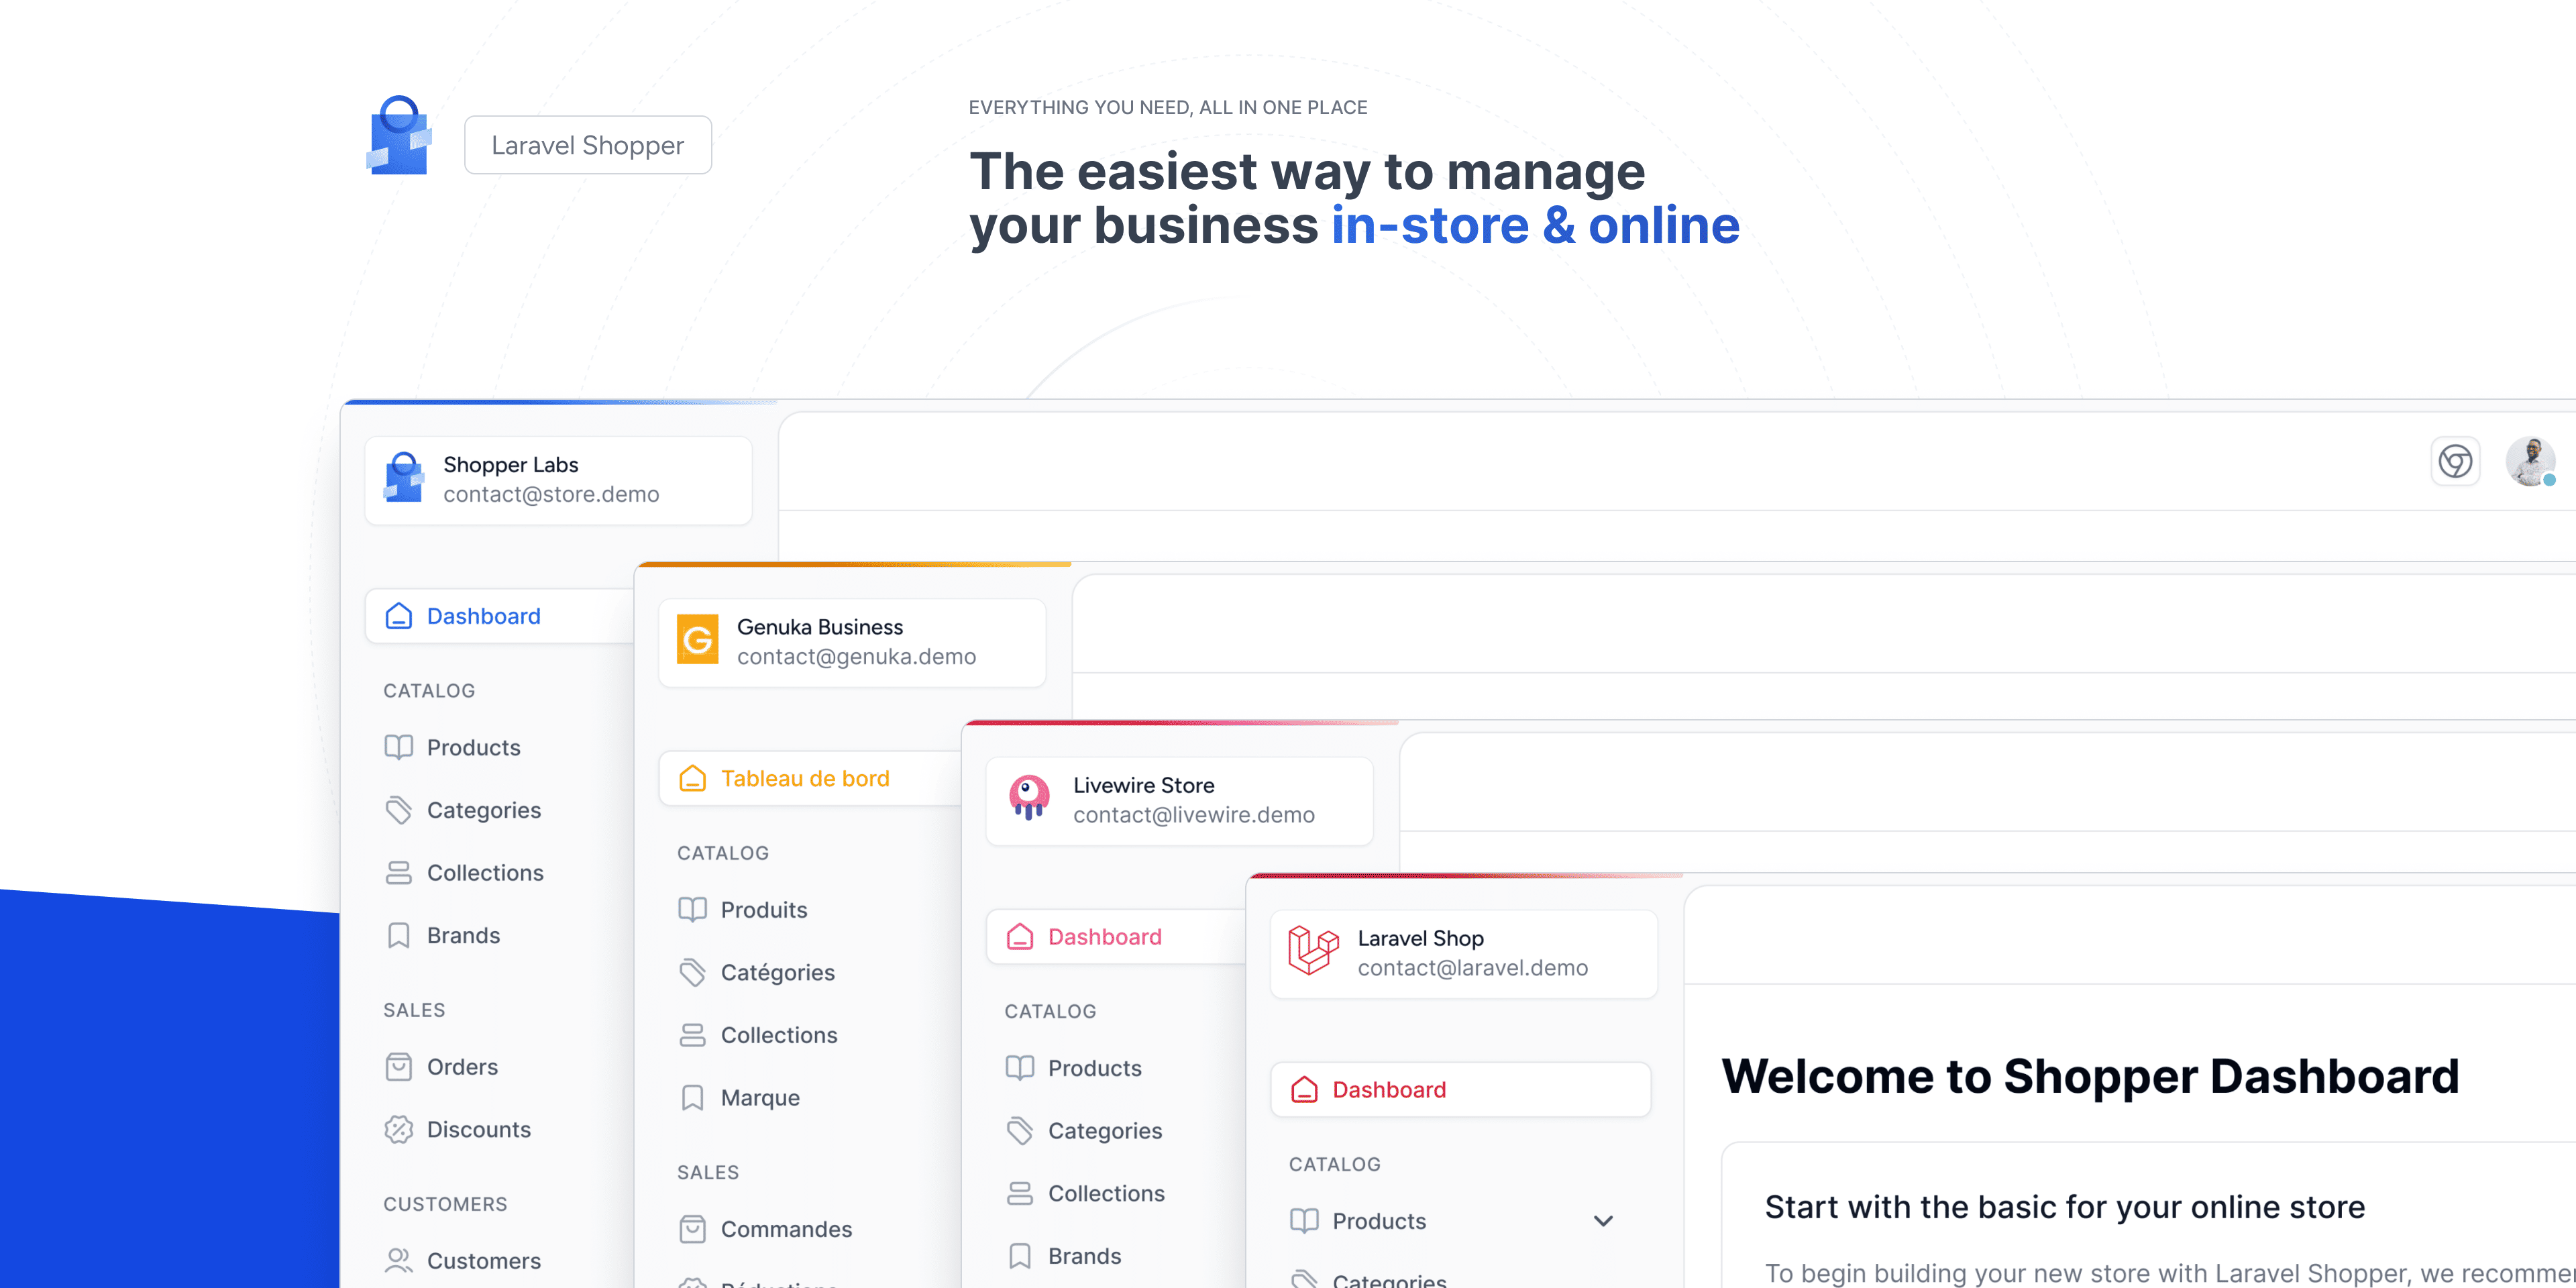 Laravel Shopper
EVERYTHING YOU NEED, ALL IN ONE PLACE
The easiest way to manage
your business in-store & online
Shopper Labs
contact@store.demo
Dashboard
CATALOG
Products
Categories
Collections
Brands
SALES
Orders
Discounts
CUSTOMERS
Customers
G
Genuka Business
contact@genuka.demo
Tableau de bord
CATALOG
Produits
Catégories
Collections
Marque
SALES
Commandes
Livewire Store
contact@livewire.demo
Dashboard
CATALOG
Products
Categories
Collections
Brands
Laravel Shop
contact@laravel.demo
Dashboard
CATALOG
Products
Categories
Welcome to Shopper Dashboard
Start with the basic for your online store
To begin building your new store with Laravel Shopper, we recomme